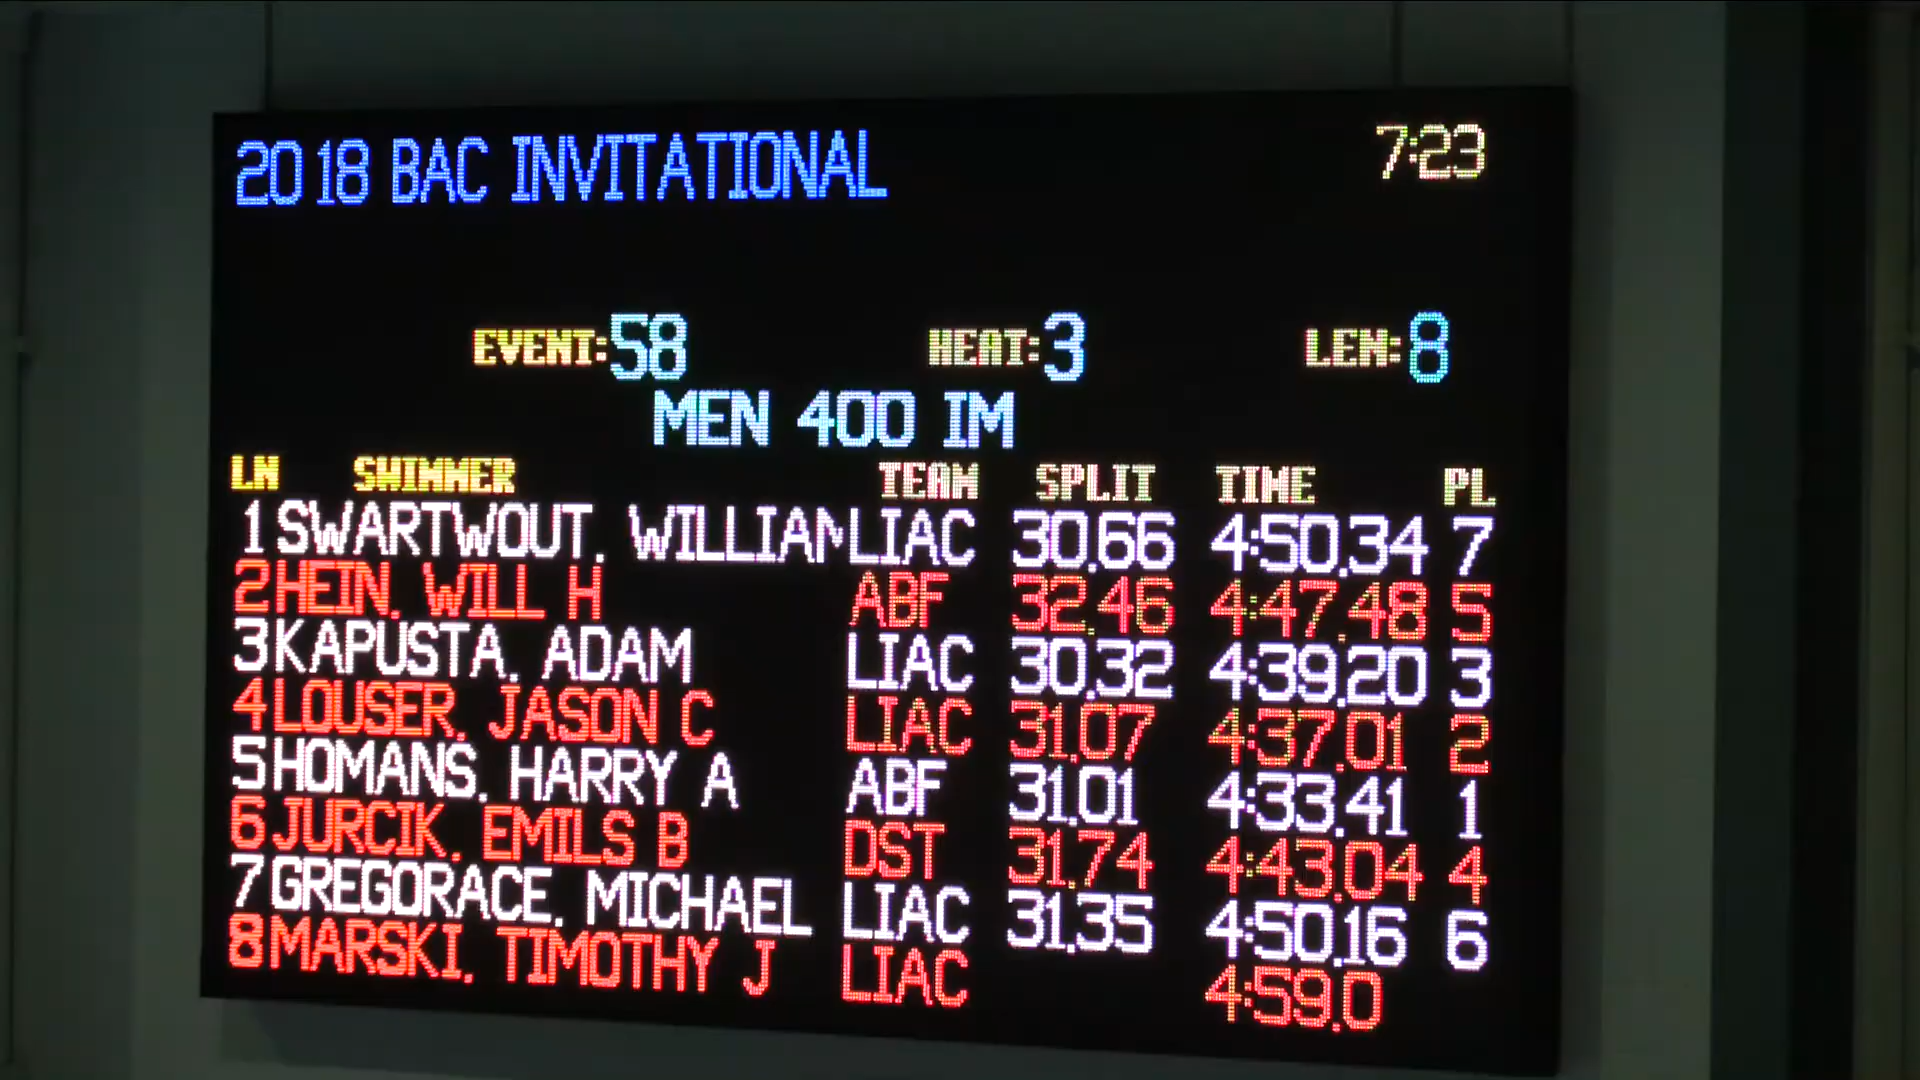 2018 BAC INVITATIONAL 7:23
EVENT:58 HEAT:3 LEN:8
MEN 400 IM
LN SWIMMER TEAM SPLIT TIME PL
1 SWARTWOUT, WILLIAM LIAC 30.66 4:50.34 7
2 HEIN, WILL H ABF 32.46 4:47.48 5
3 KAPUSTA, ADAM LIAC 30.32 4:39.20 3
4 LOUSER, JASON C LIAC 31.07 4:37.01 2
5 HOMANS, HARRY A ABF 31.01 4:33.41 1
6 JURCIK, EMILS B DST 31.74 4:43.04 4
7 GREGORACE, MICHAEL LIAC 31.35 4:50.16 6
8 MARSKI, TIMOTHY J LIAC 4:59.0